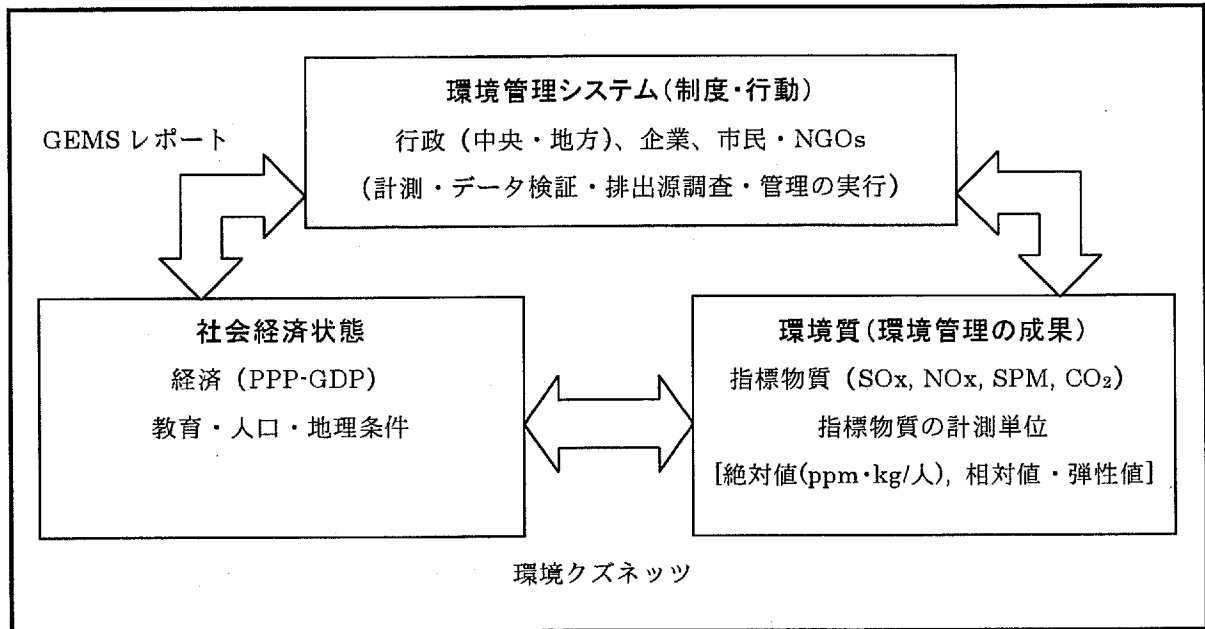 環境管理システム(制度・行動)
行政(中央・地方)、企業、市民・NGOs
(計測・データ検証・排出源調査・管理の実行)
GEMS レポート
社会経済状態
経済(PPP-GDP)
教育・人口・地理条件
環境質(環境管理の成果)
指標物質(SOx, NOx, SPM, CO₂)
指標物質の計測単位
[絶対値(ppm・kg/人), 相対値・弾性値]
環境クズネッツ